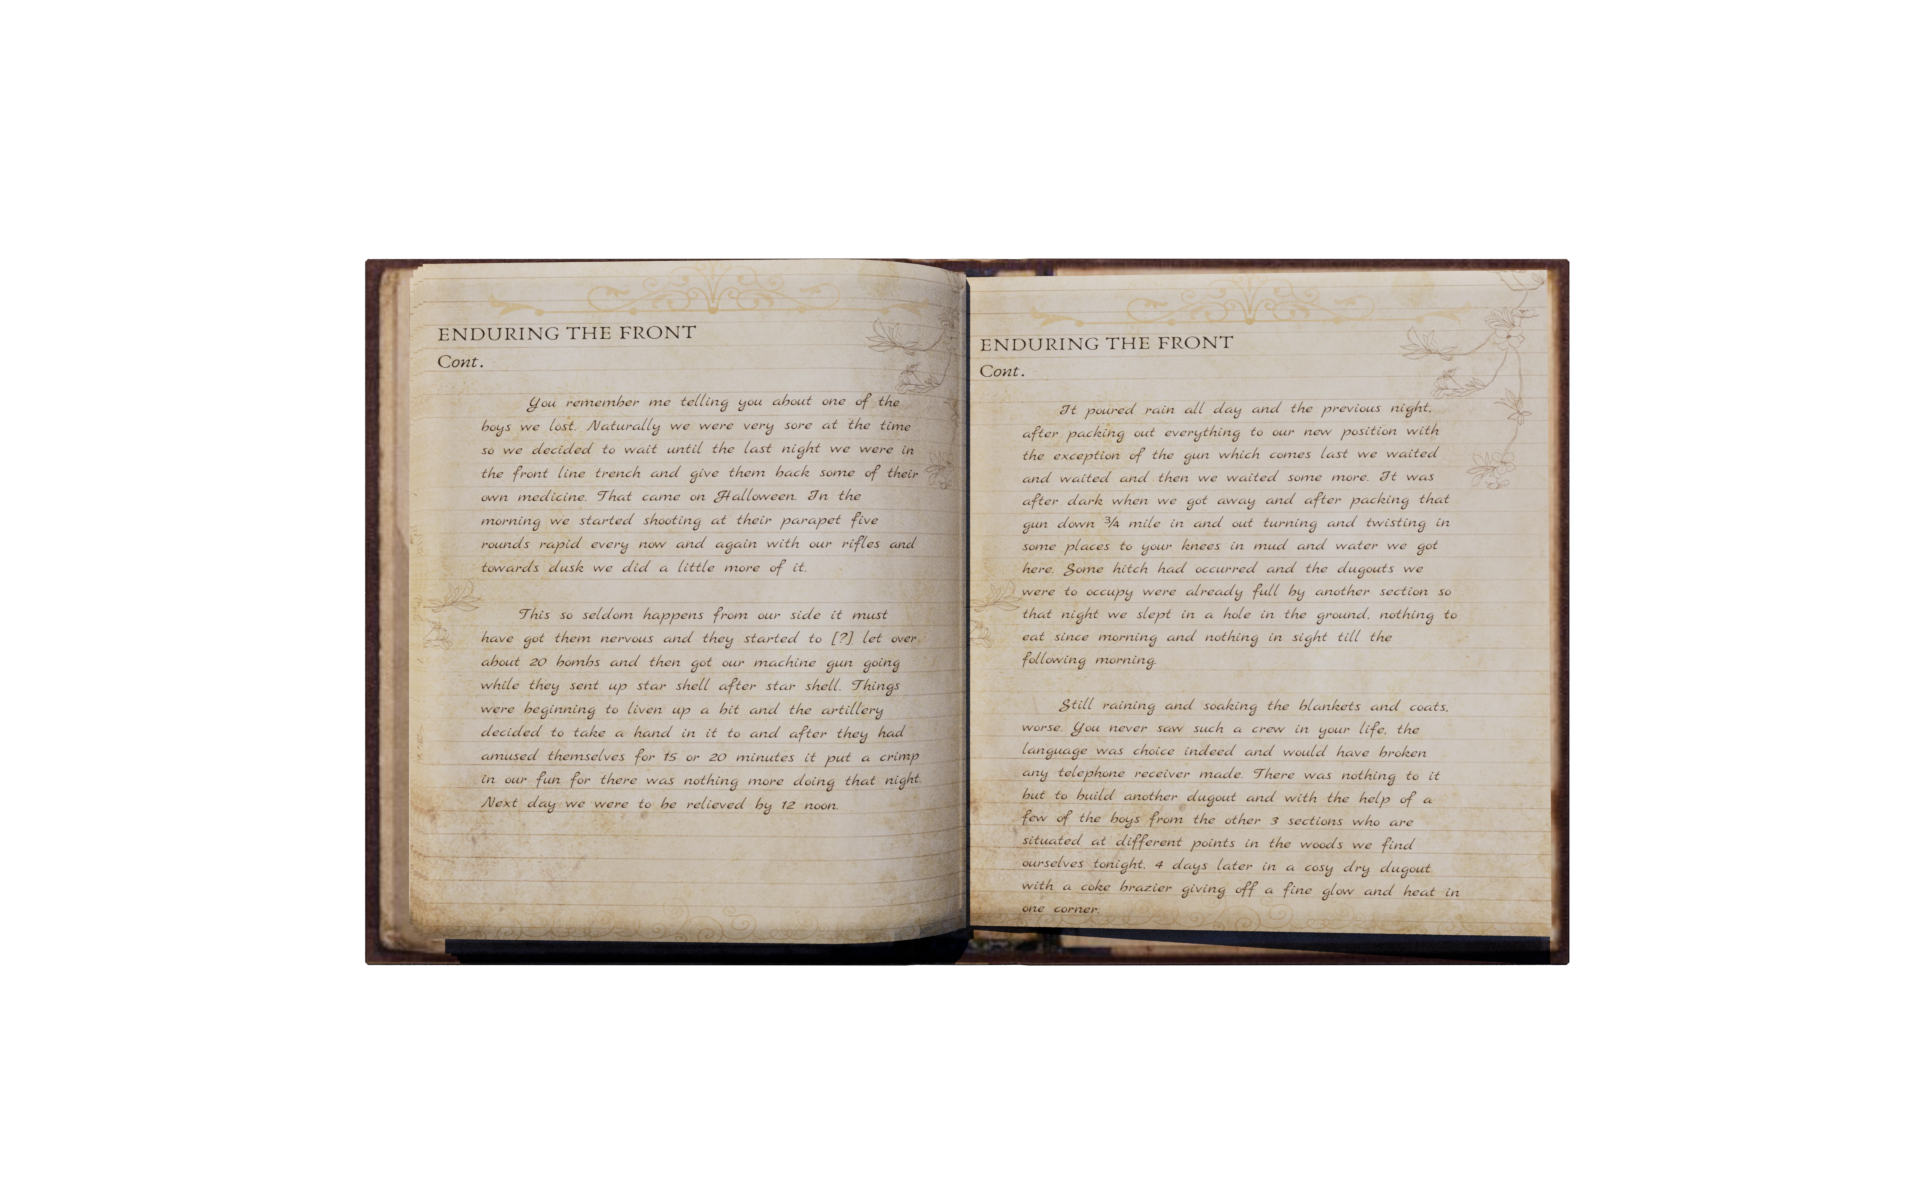 ENDURING THE FRONT
Cont.
You remember me telling you about one of the
boys we lost. Naturally we were very sore at the time
so we decided to wait until the last night we were in
the front line trench and give them back some of their
own medicine. That came on Halloween. In the
morning we started shooting at their parapet five
rounds rapid every now and again with our rifles and
towards dusk we did a little more of it.
This so seldom happens from our side it must
have got them nervous and they started to [?] let over
about 20 bombs and then got our machine gun going
while they sent up star shell after star shell. Things
were beginning to liven up a bit and the artillery
decided to take a hand in it to and after they had
amused themselves for 15 or 20 minutes it put a crimp
in our fun for there was nothing more doing that night.
Next day we were to be relieved by 12 noon.
ENDURING THE FRONT
Cont.
It poured rain all day and the previous night,
after packing out everything to our new position with
the exception of the gun which comes last we waited
and waited and then we waited some more. It was
after dark when we got away and after packing that
gun down ¾ mile in and out turning and twisting in
some places to your knees in mud and water we got
here. Some hitch had occurred and the dugouts we
were to occupy were already full by another section so
that night we slept in a hole in the ground, nothing to
eat since morning and nothing in sight till the
following morning.
Still raining and soaking the blankets and coats,
worse. You never saw such a crew in your life, the
language was choice indeed and would have broken
any telephone receiver made. There was nothing to it
but to build another dugout and with the help of a
few of the boys from the other 3 sections who are
situated at different points in the woods we find
ourselves tonight, 4 days later in a cosy dry dugout
with a coke brazier giving off a fine glow and heat in
one corner.